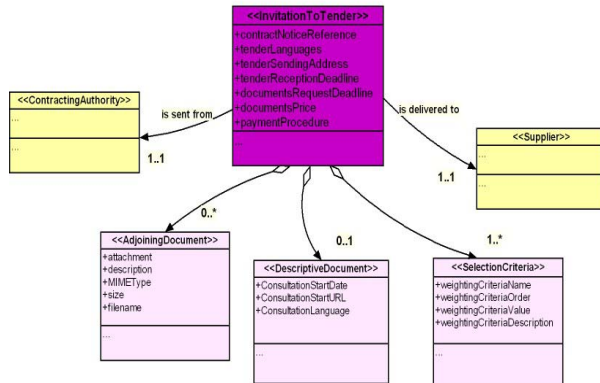 <<InvitationToTender>>
+contractNoticeReference
+tenderLanguages
+tenderSendingAddress
+tenderReceptionDeadline
+documentsRequestDeadline
+documentsPrice
+paymentProcedure
...
<<ContractingAuthority>>
...
...
is sent from
1..1
is delivered to
1..1
<<Supplier>>
...
...
0..*
0..1
1..*
<<AdjoiningDocument>>
+attachment
+description
+MIMEType
+size
+filename
...
<<DescriptiveDocument>>
+ConsultationStartDate
+ConsultationStartURL
+ConsultationLanguage
...
<<SelectionCriteria>>
+weightingCriteriaName
+weightingCriteriaOrder
+weightingCriteriaValue
+weightingCriteriaDescription
...